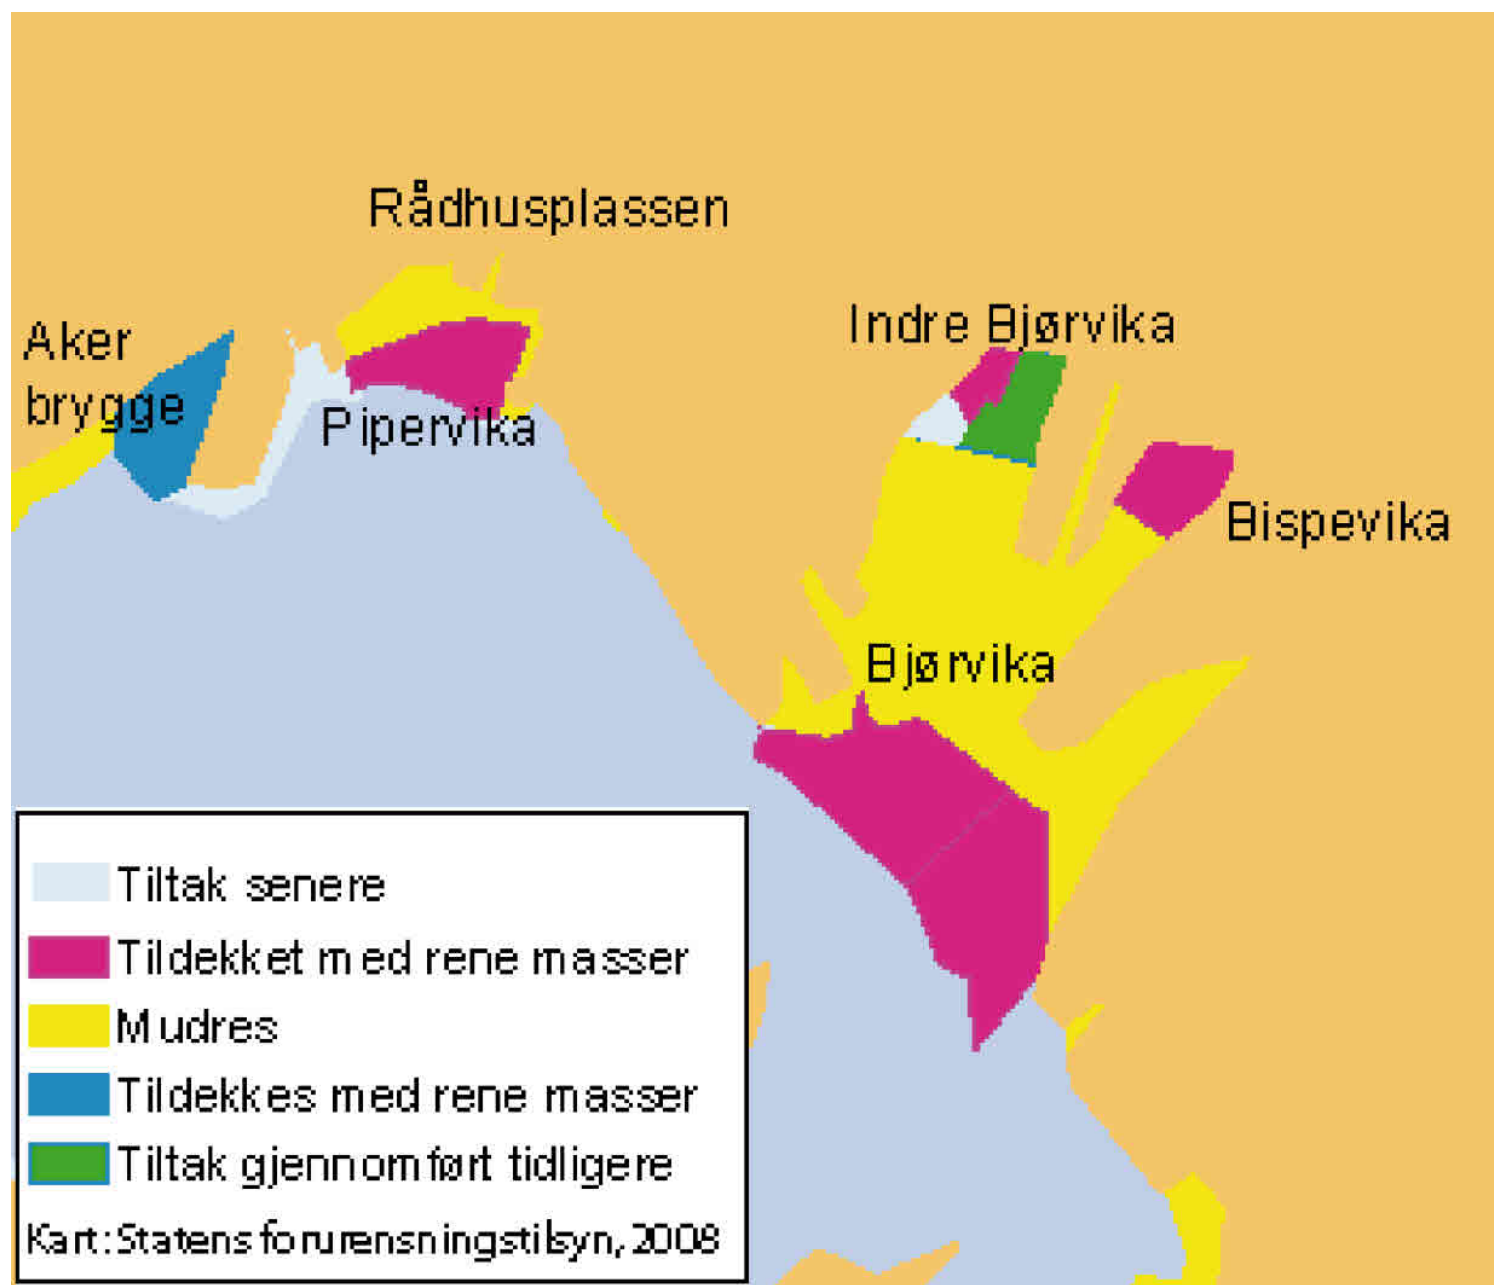 Rådhusplassen
Indre Bjørvika
Aker
brygge
Pipervika
Bispevika
Bjørvika
Tiltak senere
Tildekket med rene masser
Mudres
Tildekkes med rene masser
Tiltak gjennomført tidligere
Kart: Statens forurensningstilsyn, 2008